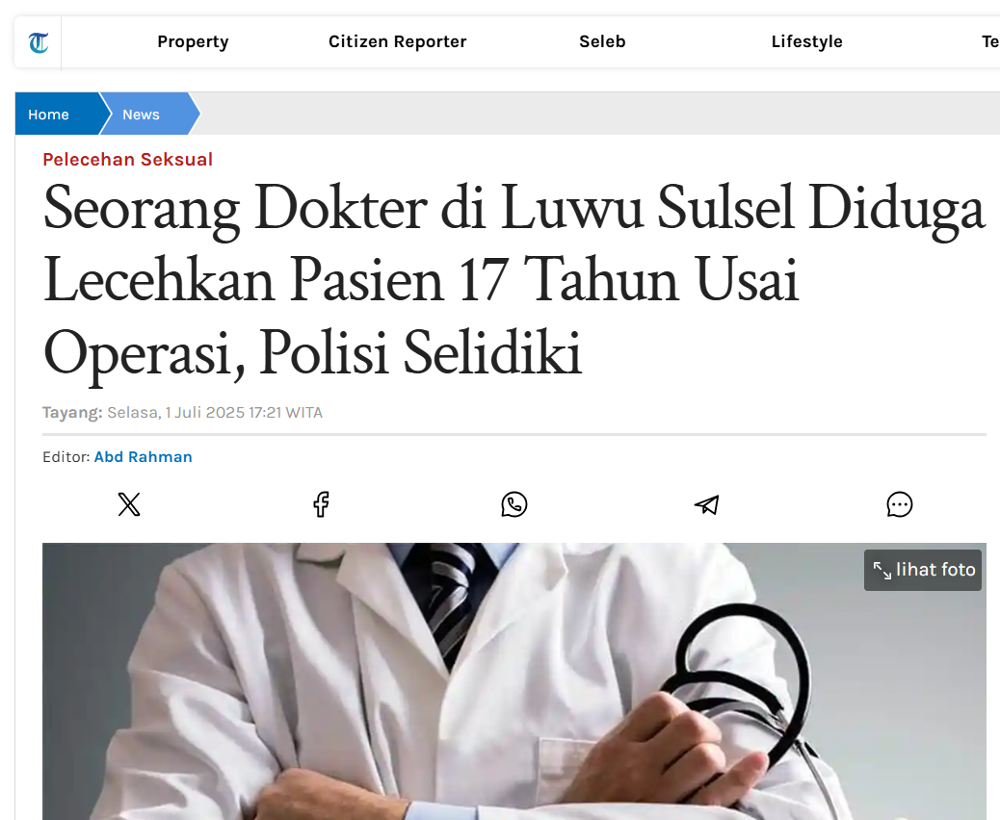 Property Citizen Reporter Seleb Lifestyle Te
Home News
Pelecehan Seksual
Seorang Dokter di Luwu Sulsel Diduga
Lecehkan Pasien 17 Tahun Usai
Operasi, Polisi Selidiki
Tayang: Selasa, 1 Juli 2025 17:21 WITA
Editor: Abd Rahman
lihat foto